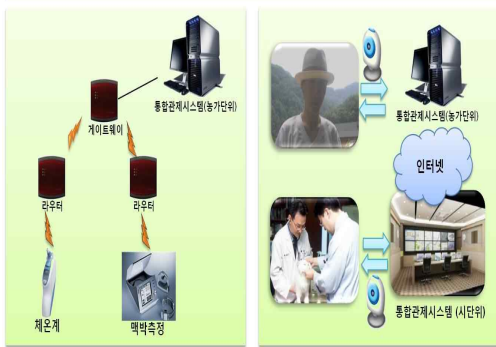 통합관제시스템(농가단위)
게이트웨이
라우터
라우터
체온계
맥박측정
통합관제시스템(농가단위)
인터넷
통합관제시스템 (시단위)